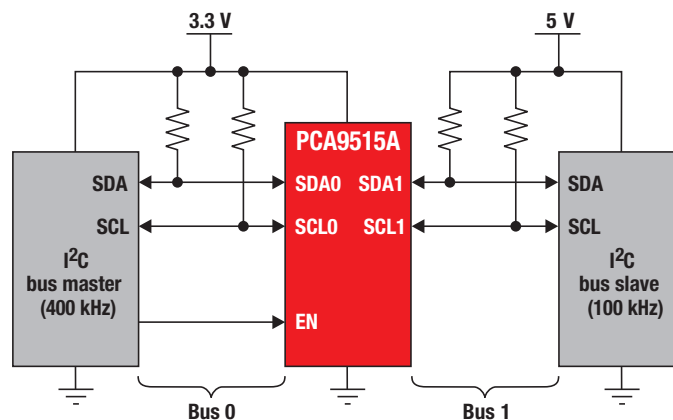 3.3 V
5 V
PCA9515A
SDA
SDA0
SDA1
SDA
SCL
SCL0
SCL1
SCL
I²C
bus master
(400 kHz)
I²C
bus slave
(100 kHz)
EN
Bus 0
Bus 1